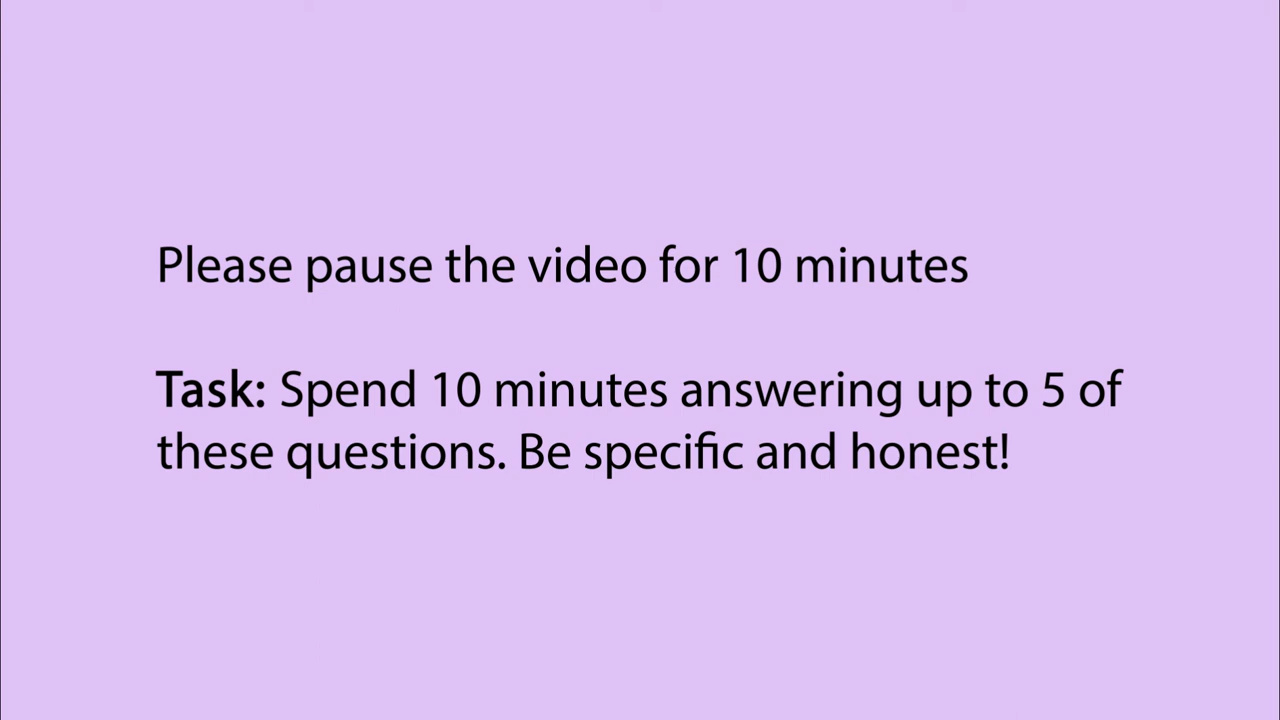 Please pause the video for 10 minutes
Task: Spend 10 minutes answering up to 5 of
these questions. Be specific and honest!